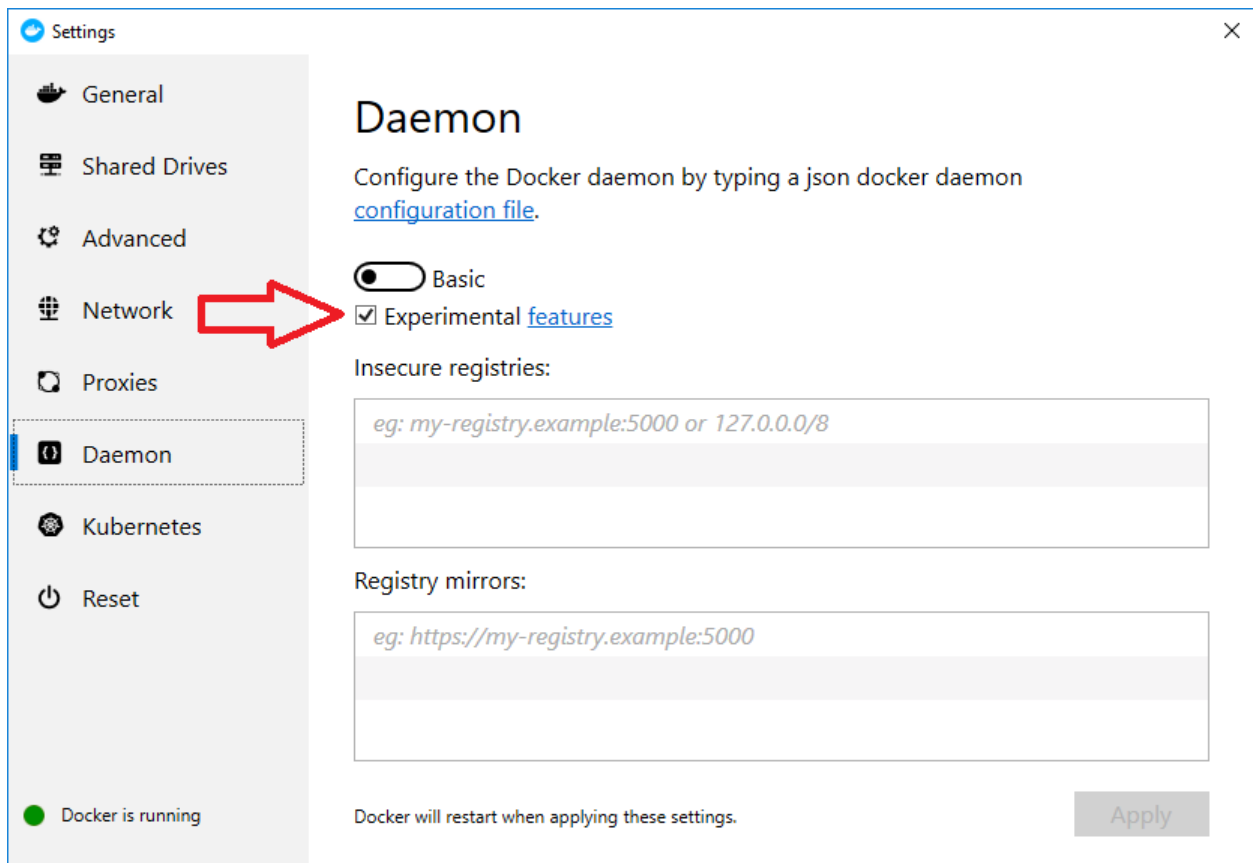 Settings
General
Shared Drives
Advanced
Network
Proxies
Daemon
Kubernetes
Reset
Docker is running
Daemon
Configure the Docker daemon by typing a json docker daemon
configuration file.
Basic
Experimental features
Insecure registries:
eg: my-registry.example:5000 or 127.0.0.0/8
Registry mirrors:
eg: https://my-registry.example:5000
Docker will restart when applying these settings.
Apply